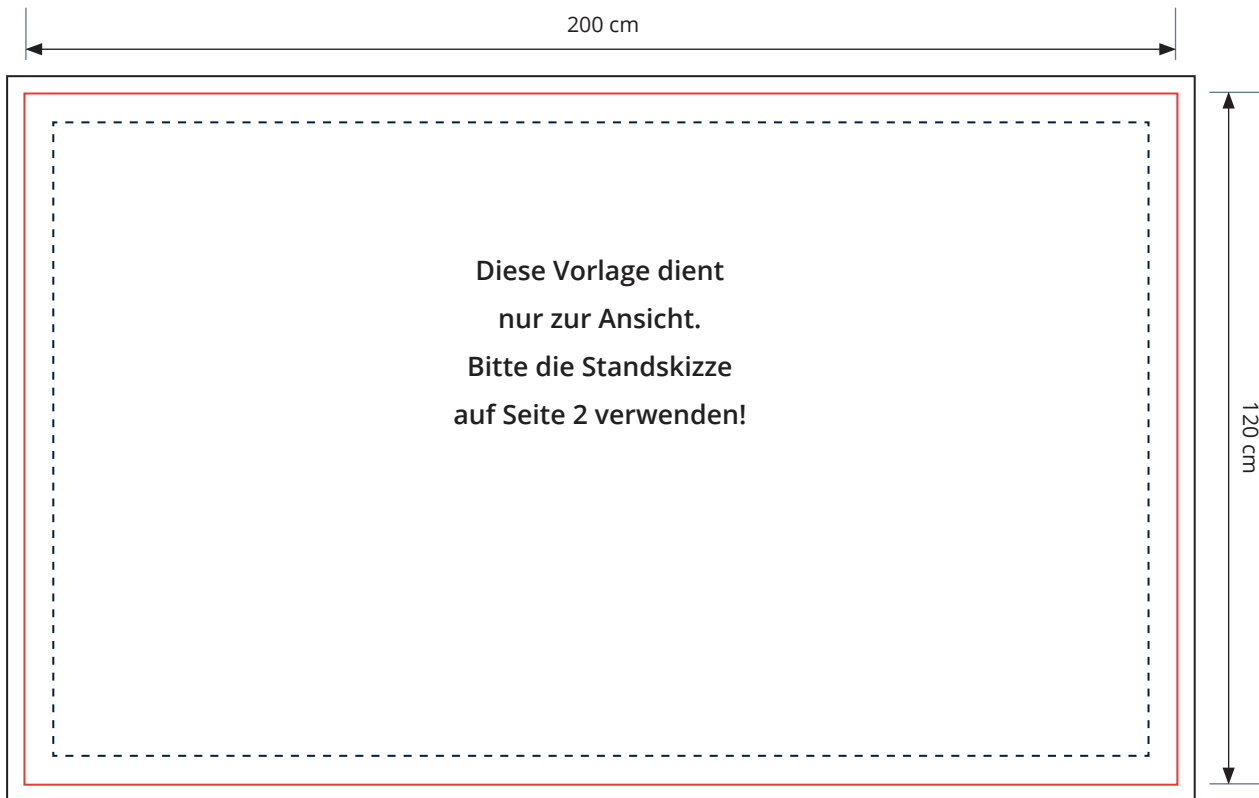 200 cm
Diese Vorlage dient
nur zur Ansicht.
Bitte die Standskizze
auf Seite 2 verwenden!
120 cm